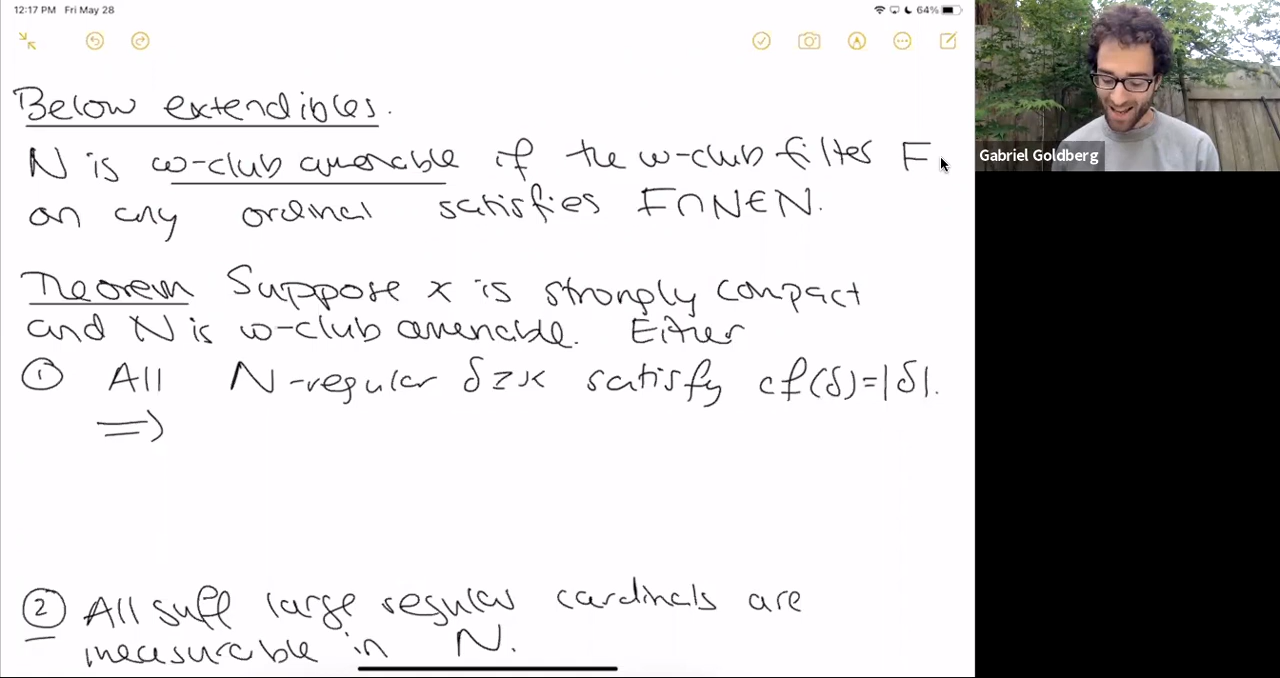 12:17 PM Fri May 28
64%
Below extendibles.
N is ω-club amenable if the ω-club filter F
on any ordinal satisfies F∩N∈N.
Gabriel Goldberg
Theorem Suppose κ is strongly compact
and N is ω-club amenable. Either
① All N-regular δ≥κ satisfy cf(δ)=|δ|.
⇒
② All suff large regular cardinals are
measurable in N.